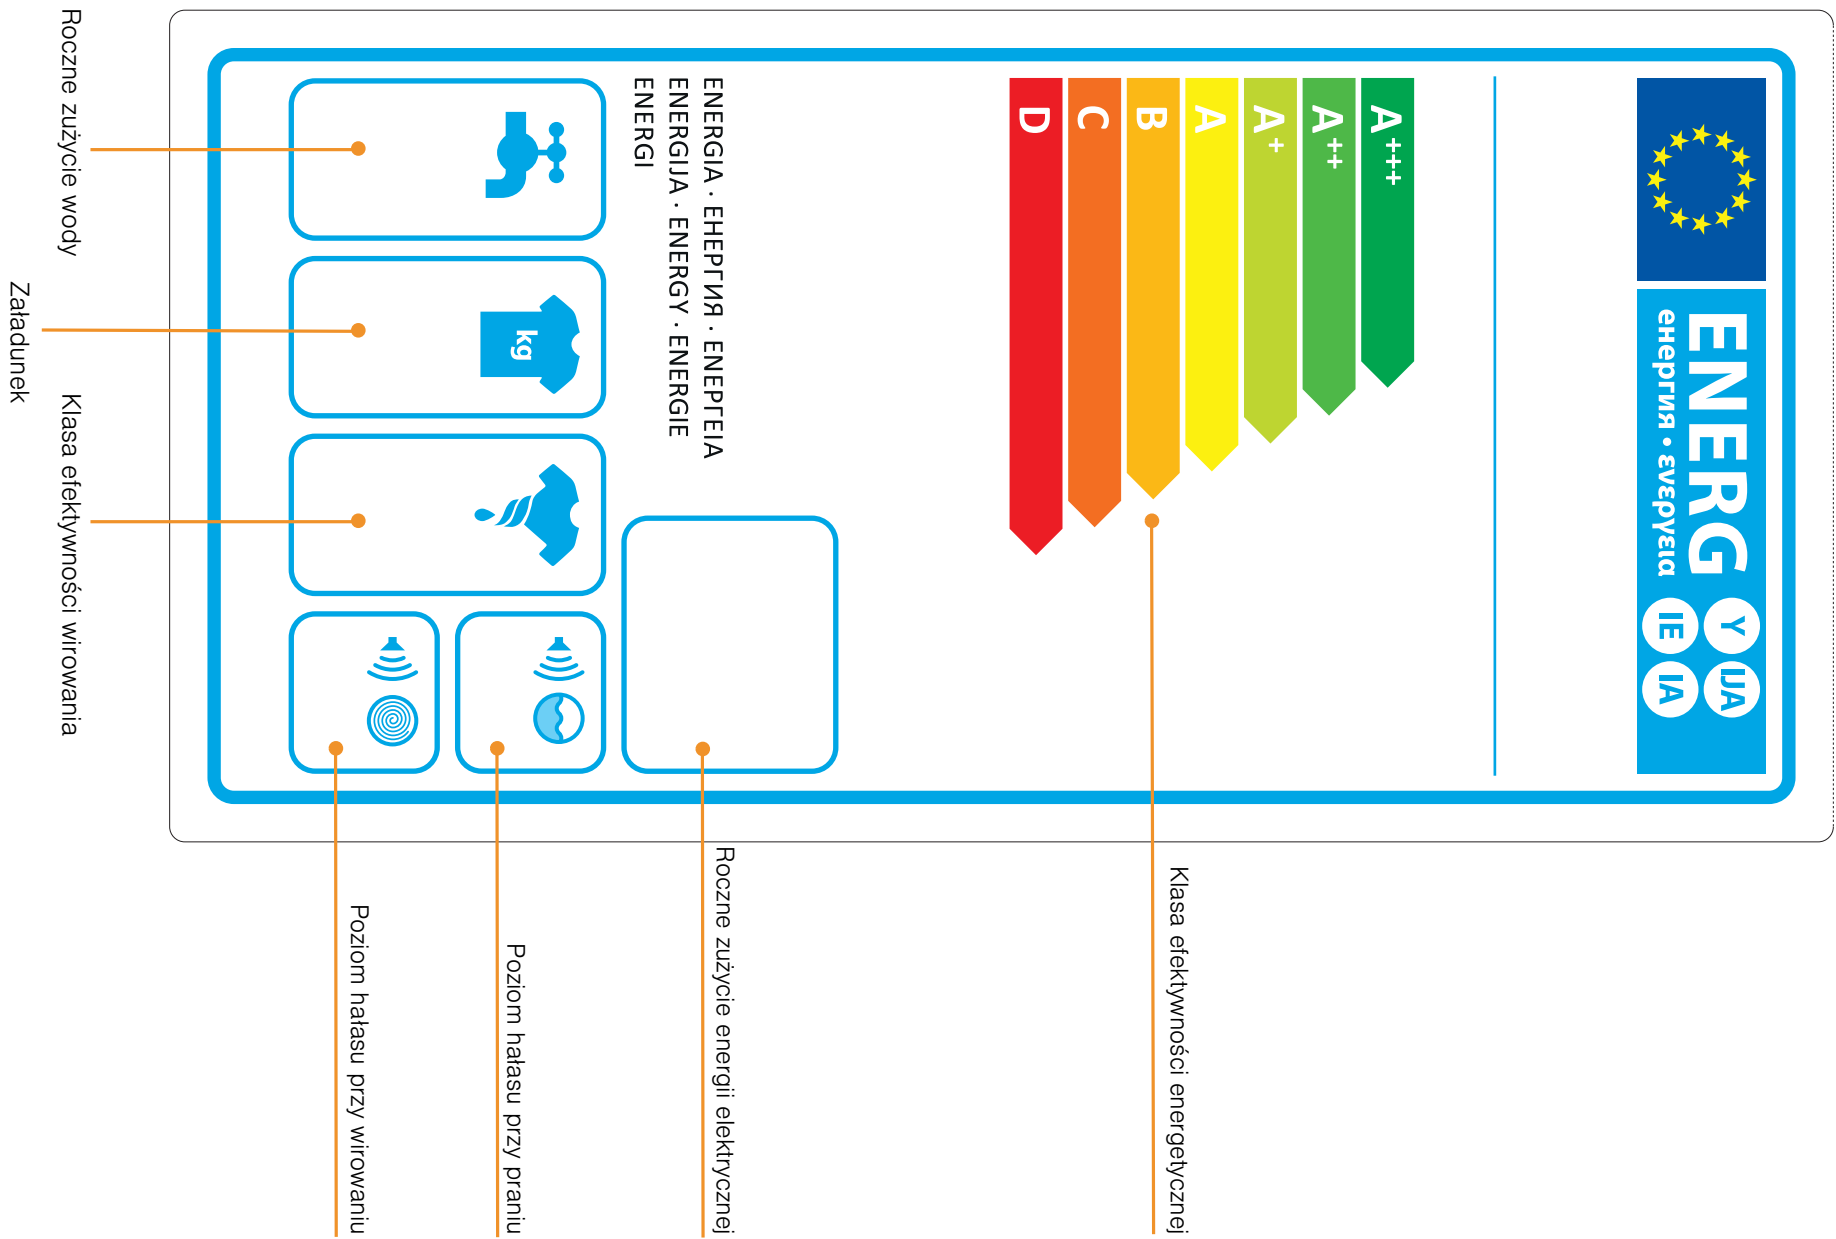 ENERG
Y IJA
енергия · ενεργεια
IE IA
A+++
A++
A+
A
B
C
D
Klasa efektywności energetycznej
Roczne zużycie energii elektrycznej
ENERGIA · ЕНЕРГИЯ · ΕΝΕΡΓΕΙΑ
ENERGIJA · ENERGY · ENERGIE
ENERGI
kg
Poziom hałasu przy praniu
Poziom hałasu przy wirowaniu
Roczne zużycie wody
Załadunek
Klasa efektywności wirowania